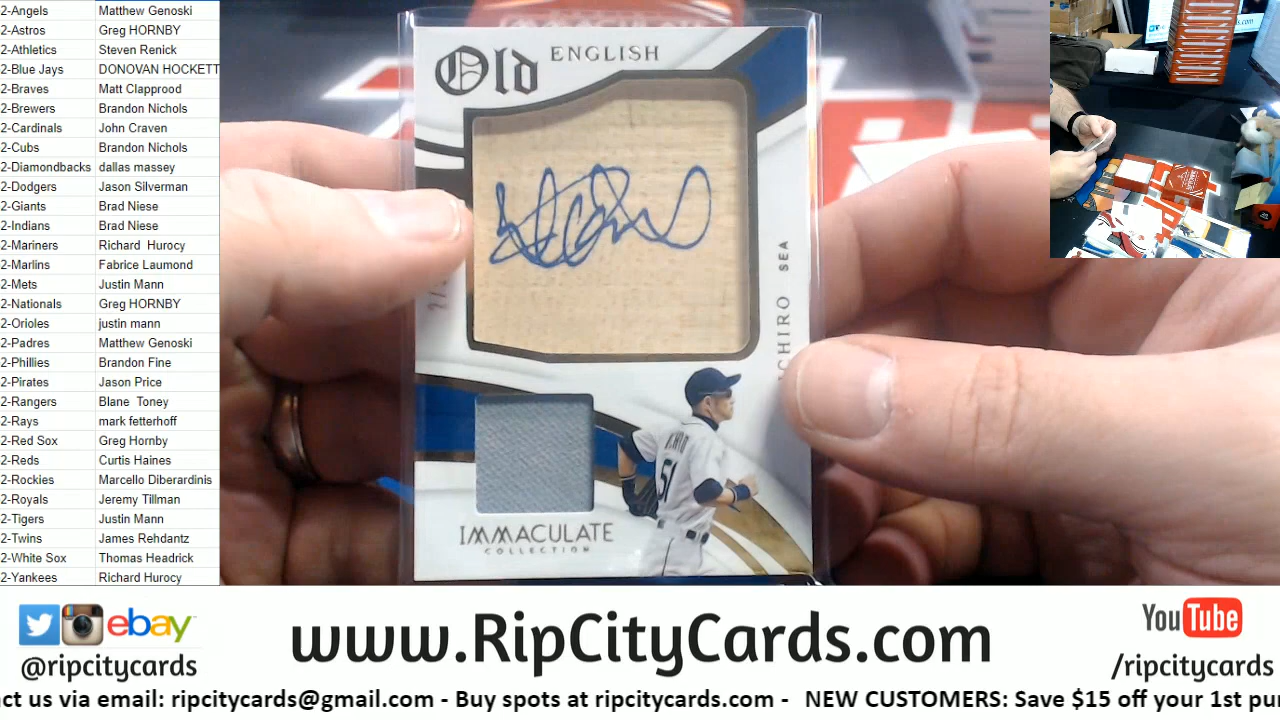 2-Angels Matthew Genoski
2-Astros Greg HORNBY
2-Athletics Steven Renick
2-Blue Jays DONOVAN HOCKETT
2-Braves Matt Clapprood
2-Brewers Brandon Nichols
2-Cardinals John Craven
2-Cubs Brandon Nichols
2-Diamondbacks dallas massey
2-Dodgers Jason Silverman
2-Giants Brad Niese
2-Indians Brad Niese
2-Mariners Richard Hurocy
2-Marlins Fabrice Laumond
2-Mets Justin Mann
2-Nationals Greg HORNBY
2-Orioles justin mann
2-Padres Matthew Genoski
2-Phillies Brandon Fine
2-Pirates Jason Price
2-Rangers Blane Toney
2-Rays mark fetterhoff
2-Red Sox Greg Hornby
2-Reds Curtis Haines
2-Rockies Marcello Diberardinis
2-Royals Jeremy Tillman
2-Tigers Justin Mann
2-Twins James Rehdantz
2-White Sox Thomas Headrick
2-Yankees Richard Hurocy
Old ENGLISH
ICHIRO SEA
ICHIRO
51
IMMACULATE
COLLECTION
ebay
@ripcitycards
www.RipCityCards.com
YouTube
/ripcitycards
ct us via email: ripcitycards@gmail.com - Buy spots at ripcitycards.com - NEW CUSTOMERS: Save $15 off your 1st pu